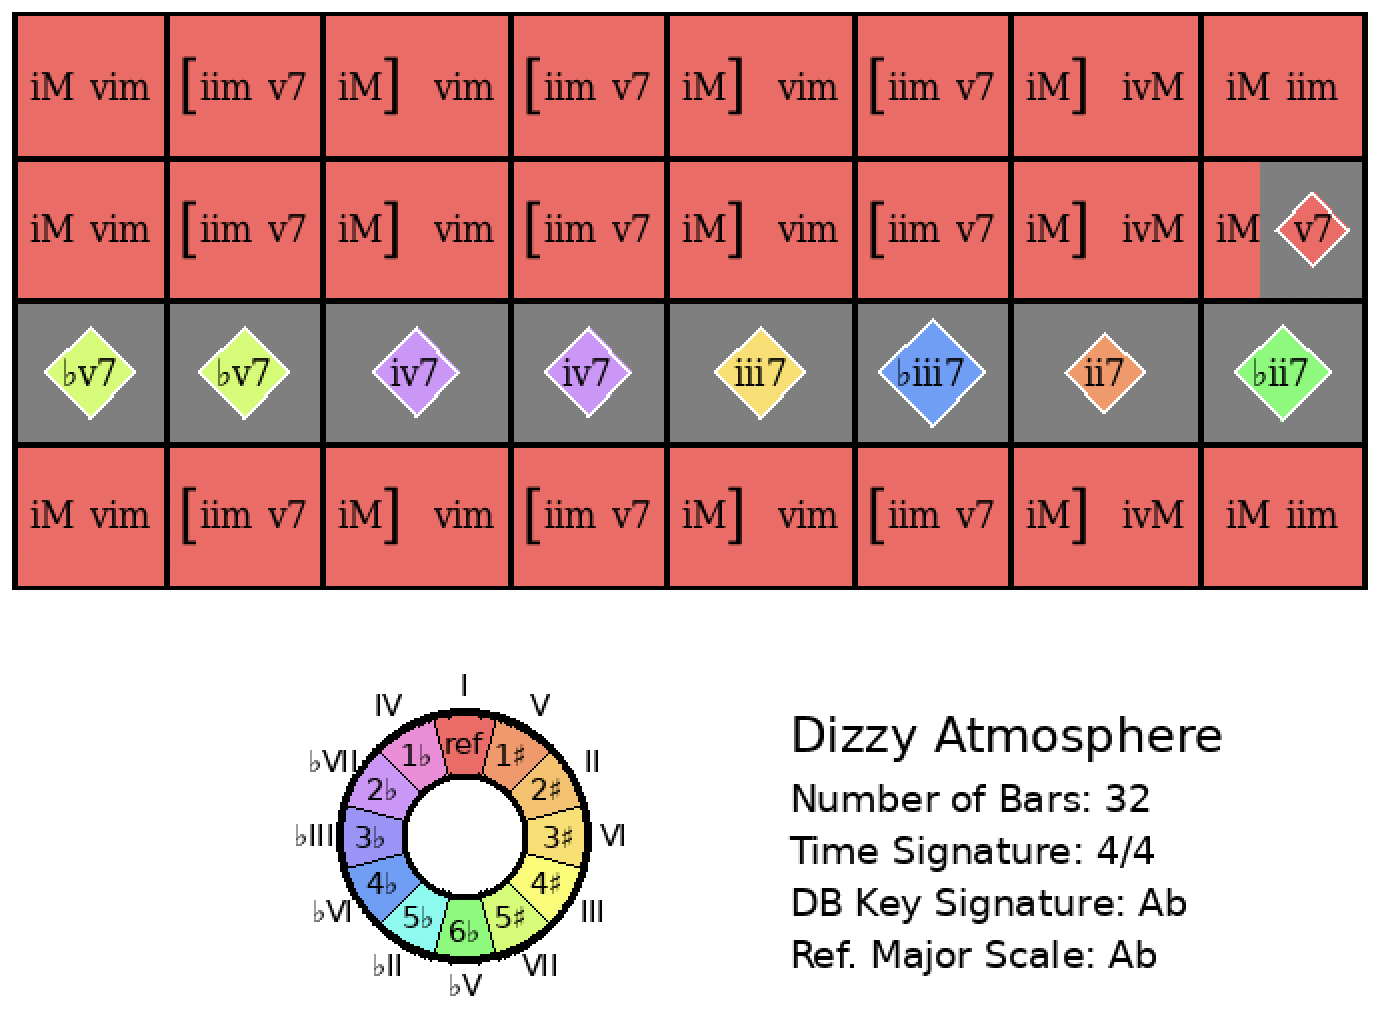 iM vim [iim v7 iM] vim [iim v7 iM] vim [iim v7 iM] ivM iM iim
iM vim [iim v7 iM] vim [iim v7 iM] vim [iim v7 iM] ivM iM v7
♭v7 ♭v7 iv7 iv7 iii7 ♭iii7 ii7 ♭ii7
iM vim [iim v7 iM] vim [iim v7 iM] vim [iim v7 iM] ivM iM iim
I
IV V
♭VII II
♭III VI
♭VI III
♭II VII
♭V
ref
1♭ 1♯
2♭ 2♯
3♭ 3♯
4♭ 4♯
5♭ 5♯
6♭
Dizzy Atmosphere
Number of Bars: 32
Time Signature: 4/4
DB Key Signature: Ab
Ref. Major Scale: Ab